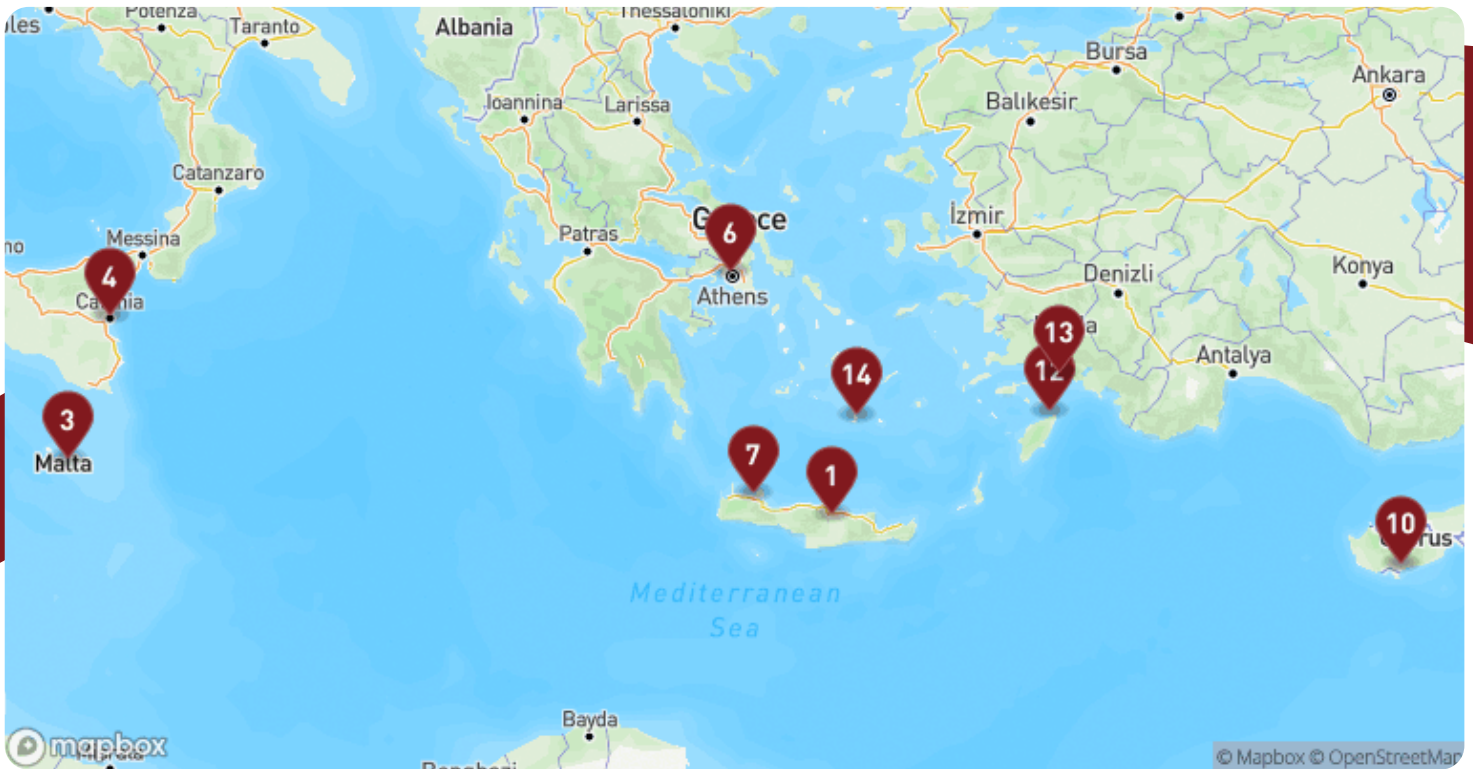 Potenza
Taranto
Albania
Thessaloniki
Bursa
Ankara
Ioannina
Larissa
Balıkesir
Catanzaro
Messina
Patras
6
Athens
İzmir
Denizli
Konya
4
13
12
Antalya
14
3
Malta
7
1
10
Mediterranean
Sea
Bayda
mapbox
© Mapbox © OpenStreetMap